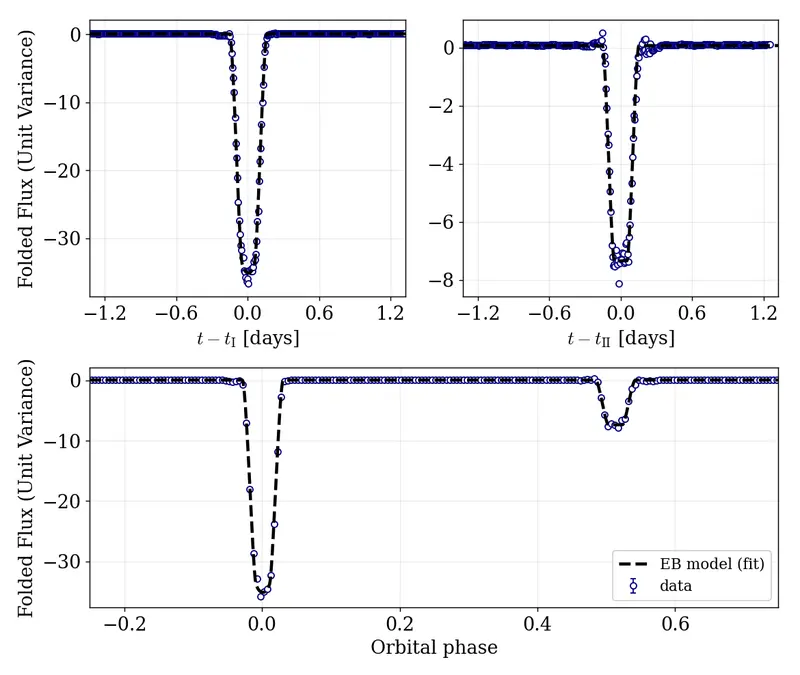 Folded Flux (Unit Variance)
0
−10
−20
−30
−1.2 −0.6 0.0 0.6 1.2
t − tI [days]
0
−2
−4
−6
−8
−1.2 −0.6 0.0 0.6 1.2
t − tII [days]
Folded Flux (Unit Variance)
0
−10
−20
−30
−0.2 0.0 0.2 0.4 0.6
Orbital phase
EB model (fit)
data